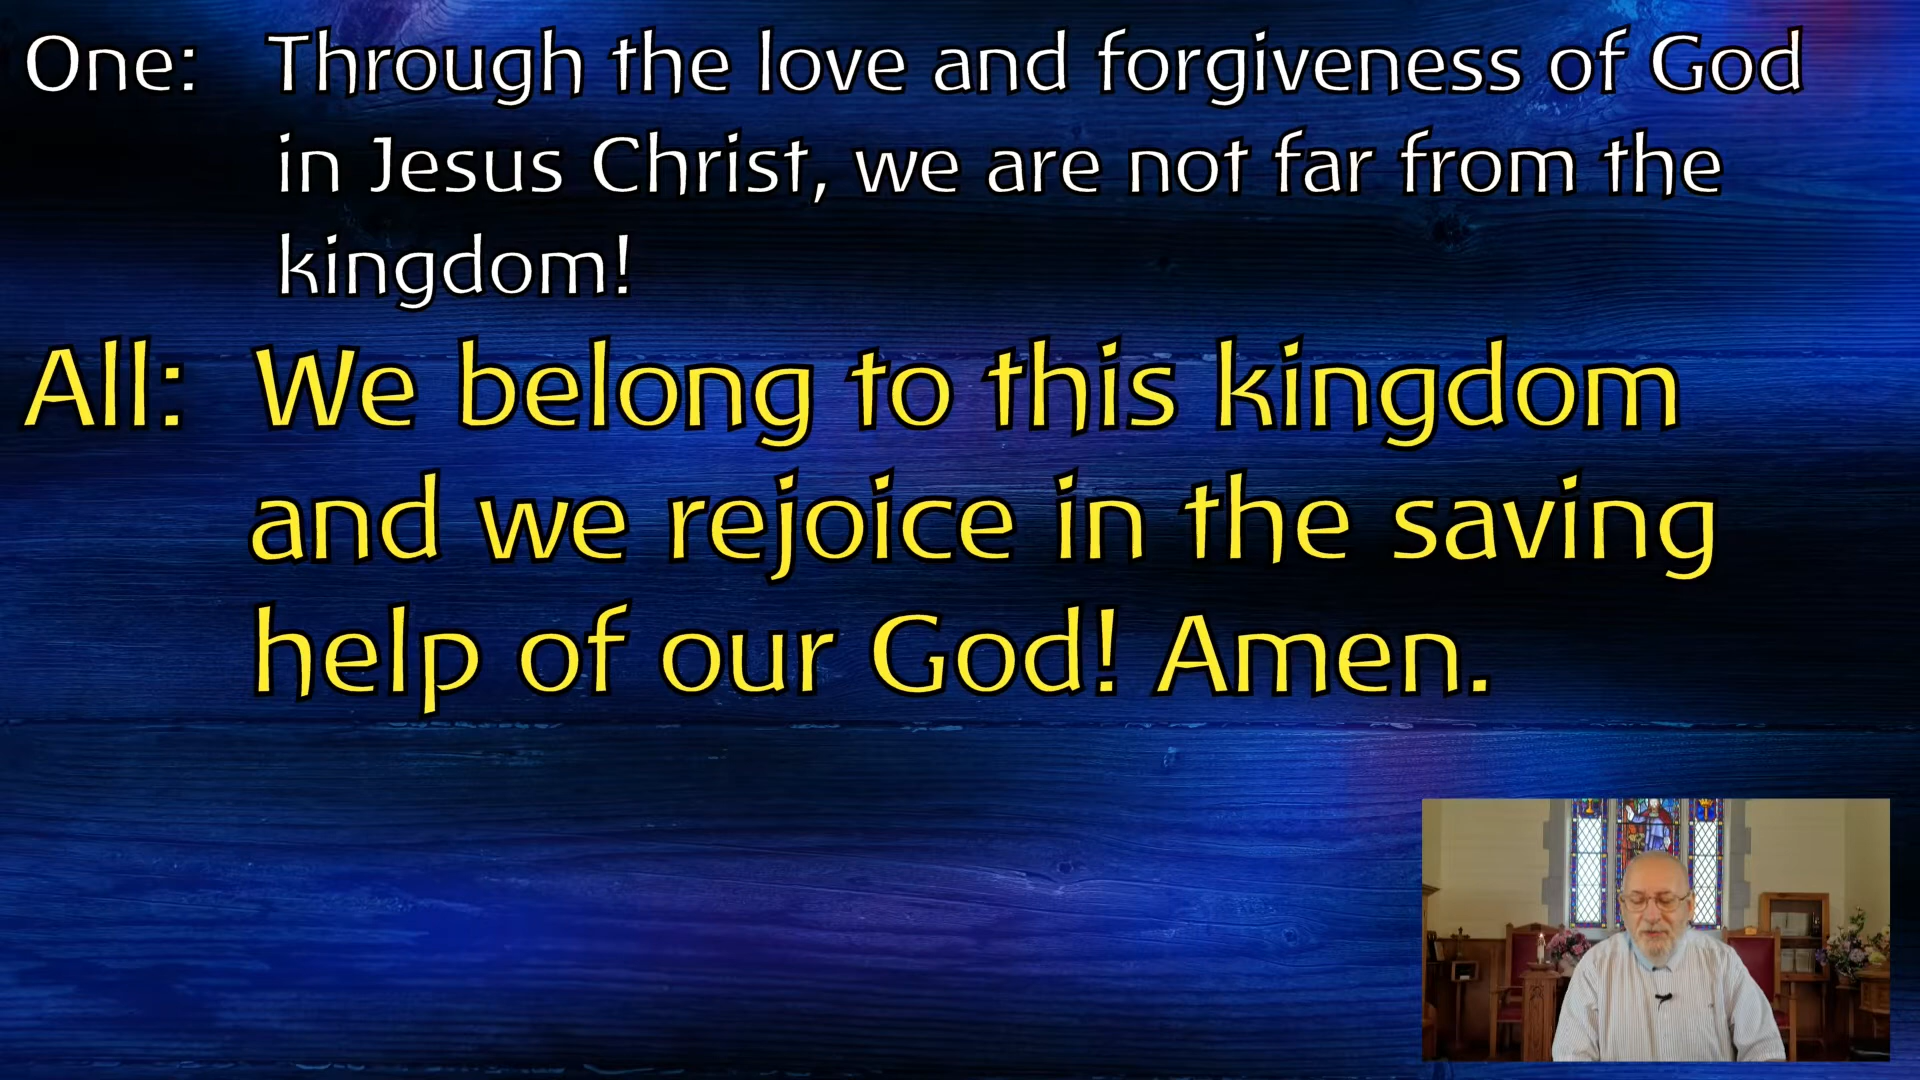 One: Through the love and forgiveness of God
in Jesus Christ, we are not far from the
kingdom!
All: We belong to this kingdom
and we rejoice in the saving
help of our God! Amen.